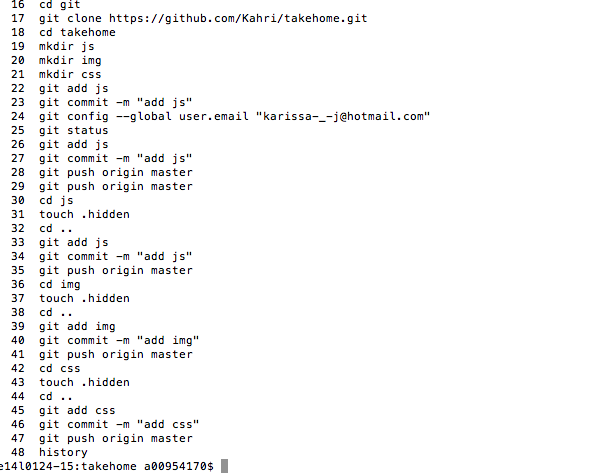 16 cd git
17 git clone https://github.com/Kahri/takehome.git
18 cd takehome
19 mkdir js
20 mkdir img
21 mkdir css
22 git add js
23 git commit -m "add js"
24 git config --global user.email "karissa-_-j@hotmail.com"
25 git status
26 git add js
27 git commit -m "add js"
28 git push origin master
29 git push origin master
30 cd js
31 touch .hidden
32 cd ..
33 git add js
34 git commit -m "add js"
35 git push origin master
36 cd img
37 touch .hidden
38 cd ..
39 git add img
40 git commit -m "add img"
41 git push origin master
42 cd css
43 touch .hidden
44 cd ..
45 git add css
46 git commit -m "add css"
47 git push origin master
48 history
e14l0124-15:takehome a00954170$